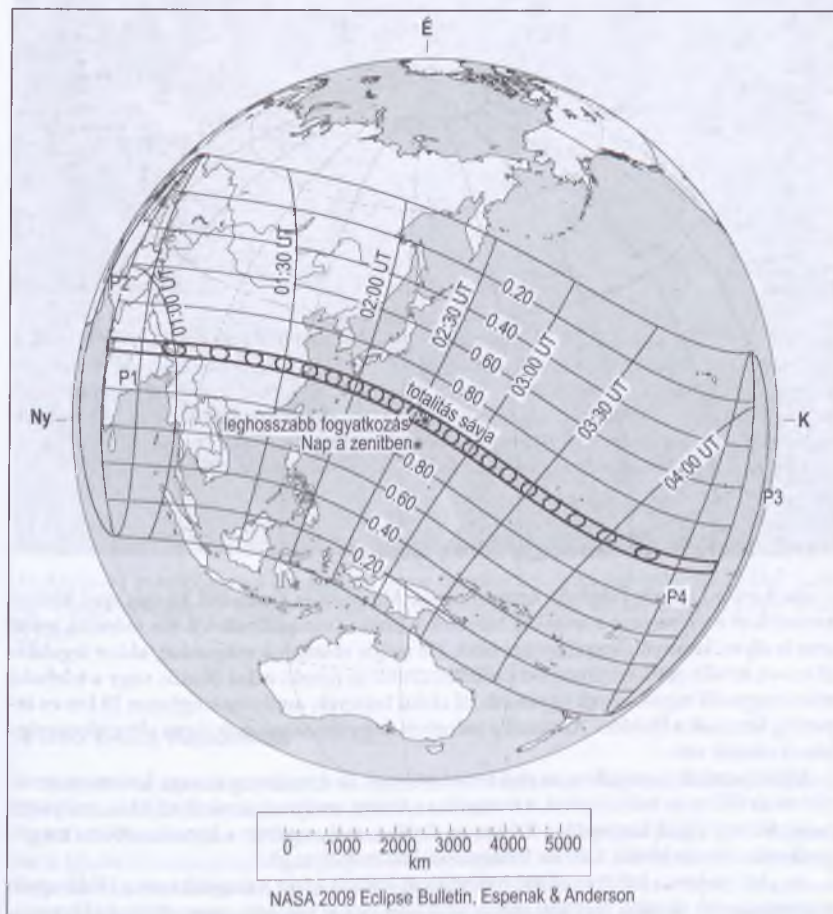 É
0.20
0.40
0.60
0.80
01:30 UT
02:00 UT
02:30 UT
03:00 UT
03:30 UT
04:00 UT
P2
01:00 UT
P1
Ny
K
totalitás sávja
leghosszabb fogyatkozás
Nap a zenitben
0.80
0.60
0.40
0.20
P3
P4
0 1000 2000 3000 4000 5000
km
NASA 2009 Eclipse Bulletin, Espenak & Anderson